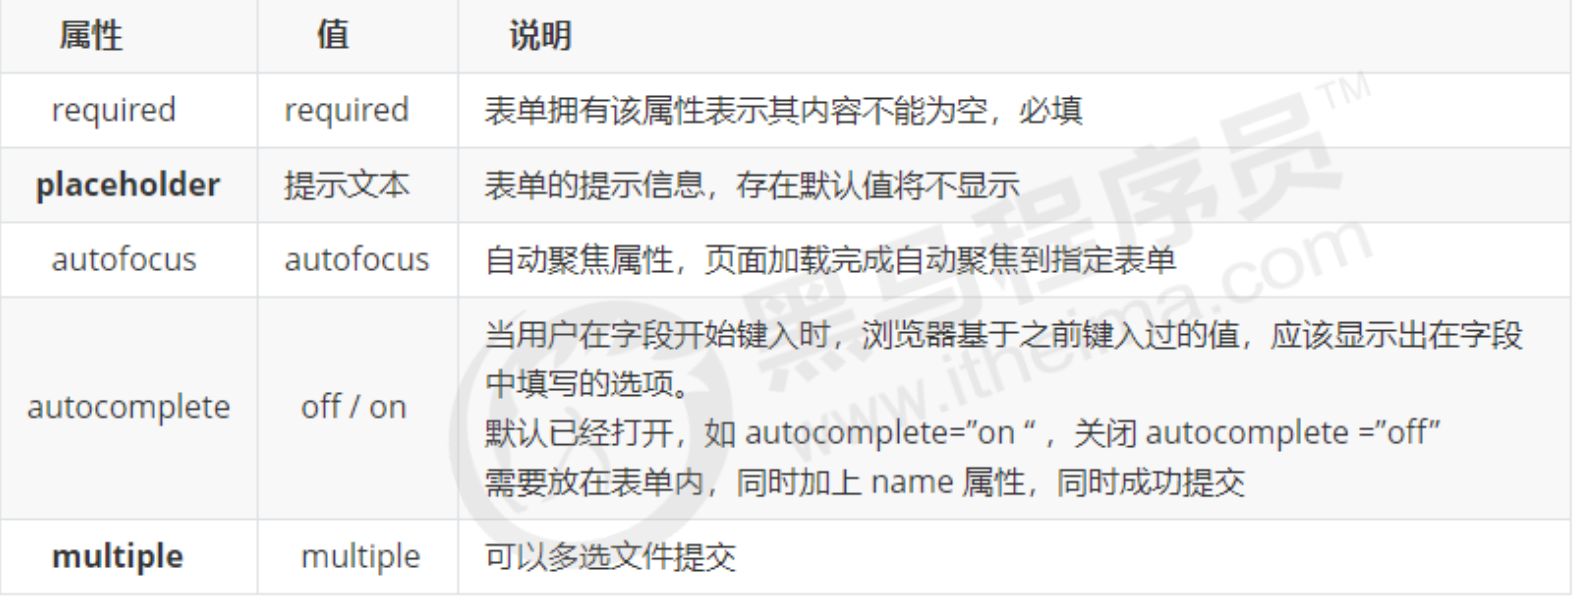 属性 值 说明
required required 表单拥有该属性表示其内容不能为空，必填
placeholder 提示文本 表单的提示信息，存在默认值将不显示
autofocus autofocus 自动聚焦属性，页面加载完成自动聚焦到指定表单
autocomplete off / on 当用户在字段开始键入时，浏览器基于之前键入过的值，应该显示出在字段
中填写的选项。
默认已经打开，如 autocomplete=”on “ ，关闭 autocomplete =”off”
需要放在表单内，同时加上 name 属性，同时成功提交
multiple multiple 可以多选文件提交
黑马程序员TM
www.itheima.com